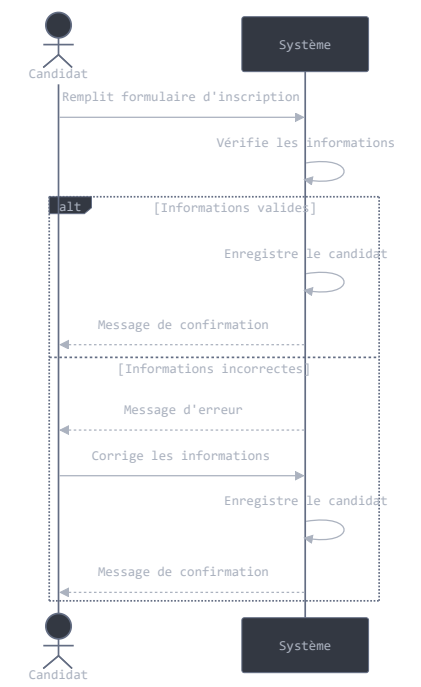 Système
Candidat
Remplit formulaire d'inscription
Vérifie les informations
alt
[Informations valides]
Enregistre le candidat
Message de confirmation
[Informations incorrectes]
Message d'erreur
Corrige les informations
Enregistre le candidat
Message de confirmation
Système
Candidat